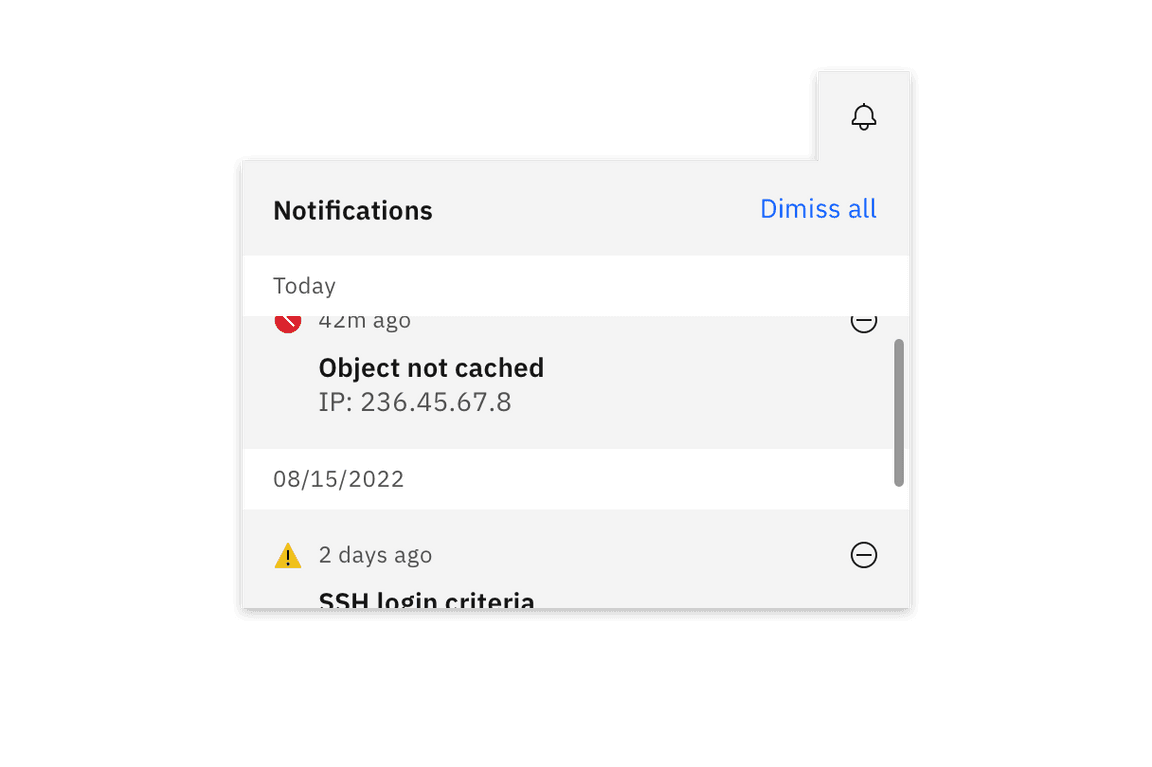 Notifications
Dimiss all
Today
42m ago
Object not cached
IP: 236.45.67.8
08/15/2022
2 days ago
SSH login criteria